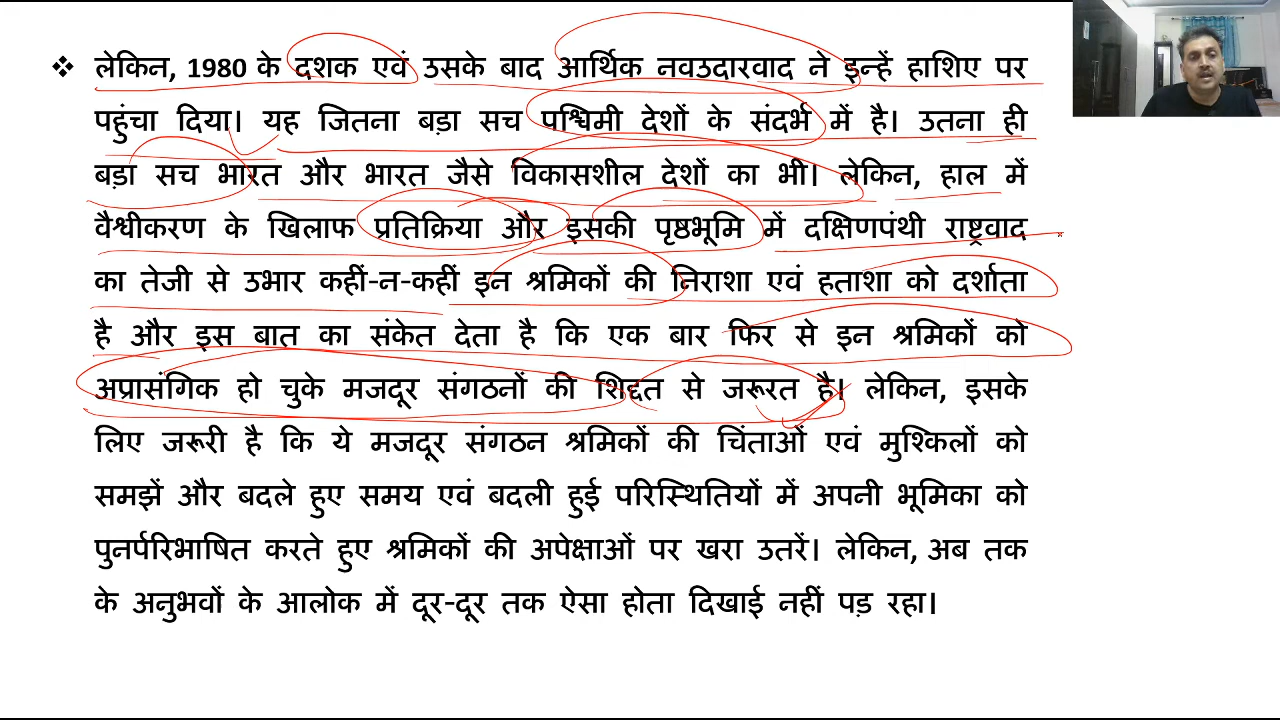 ❖ लेकिन, 1980 के दशक एवं उसके बाद आर्थिक नवउदारवाद ने इन्हें हाशिए पर
पहुंचा दिया। यह जितना बड़ा सच पश्चिमी देशों के संदर्भ में है। उतना ही
बड़ा सच भारत और भारत जैसे विकासशील देशों का भी। लेकिन, हाल में
वैश्वीकरण के खिलाफ प्रतिक्रिया और इसकी पृष्ठभूमि में दक्षिणपंथी राष्ट्रवाद
का तेजी से उभार कहीं-न-कहीं इन श्रमिकों की निराशा एवं हताशा को दर्शाता
है और इस बात का संकेत देता है कि एक बार फिर से इन श्रमिकों को
अप्रासंगिक हो चुके मजदूर संगठनों की शिद्दत से जरूरत है। लेकिन, इसके
लिए जरूरी है कि ये मजदूर संगठन श्रमिकों की चिंताओं एवं मुश्किलों को
समझें और बदले हुए समय एवं बदली हुई परिस्थितियों में अपनी भूमिका को
पुनर्परिभाषित करते हुए श्रमिकों की अपेक्षाओं पर खरा उतरें। लेकिन, अब तक
के अनुभवों के आलोक में दूर-दूर तक ऐसा होता दिखाई नहीं पड़ रहा।